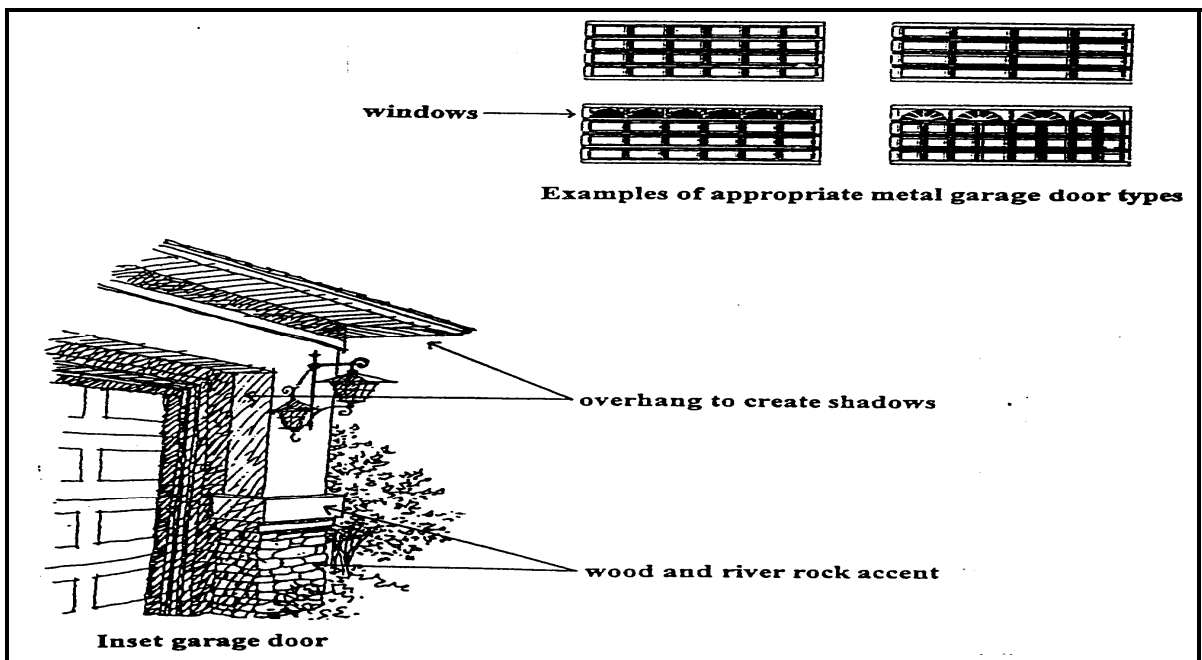 windows
Examples of appropriate metal garage door types
overhang to create shadows
wood and river rock accent
Inset garage door